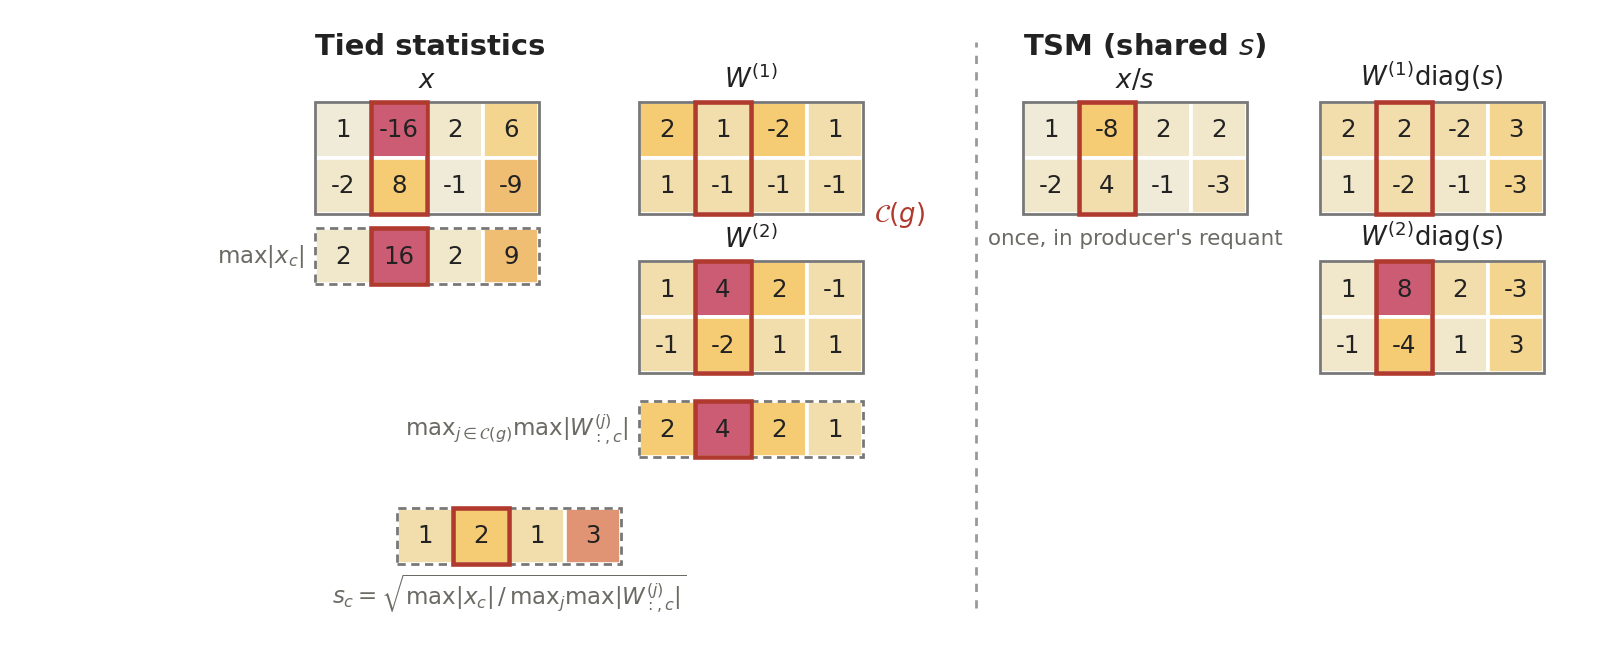 Tied statistics
x
1 -16 2 6
-2 8 -1 -9
max|x_c| 2 16 2 9
W^{(1)}
2 1 -2 1
1 -1 -1 -1
𝒞(g)
W^{(2)}
1 4 2 -1
-1 -2 1 1
max_{j∈𝒞(g)}max|W^{(j)}_{:,c}| 2 4 2 1
1 2 1 3
s_c = √(max|x_c| / max_j max|W^{(j)}_{:,c}|)
TSM (shared s)
x/s
1 -8 2 2
-2 4 -1 -3
once, in producer's requant
W^{(1)}diag(s)
2 2 -2 3
1 -2 -1 -3
W^{(2)}diag(s)
1 8 2 -3
-1 -4 1 3